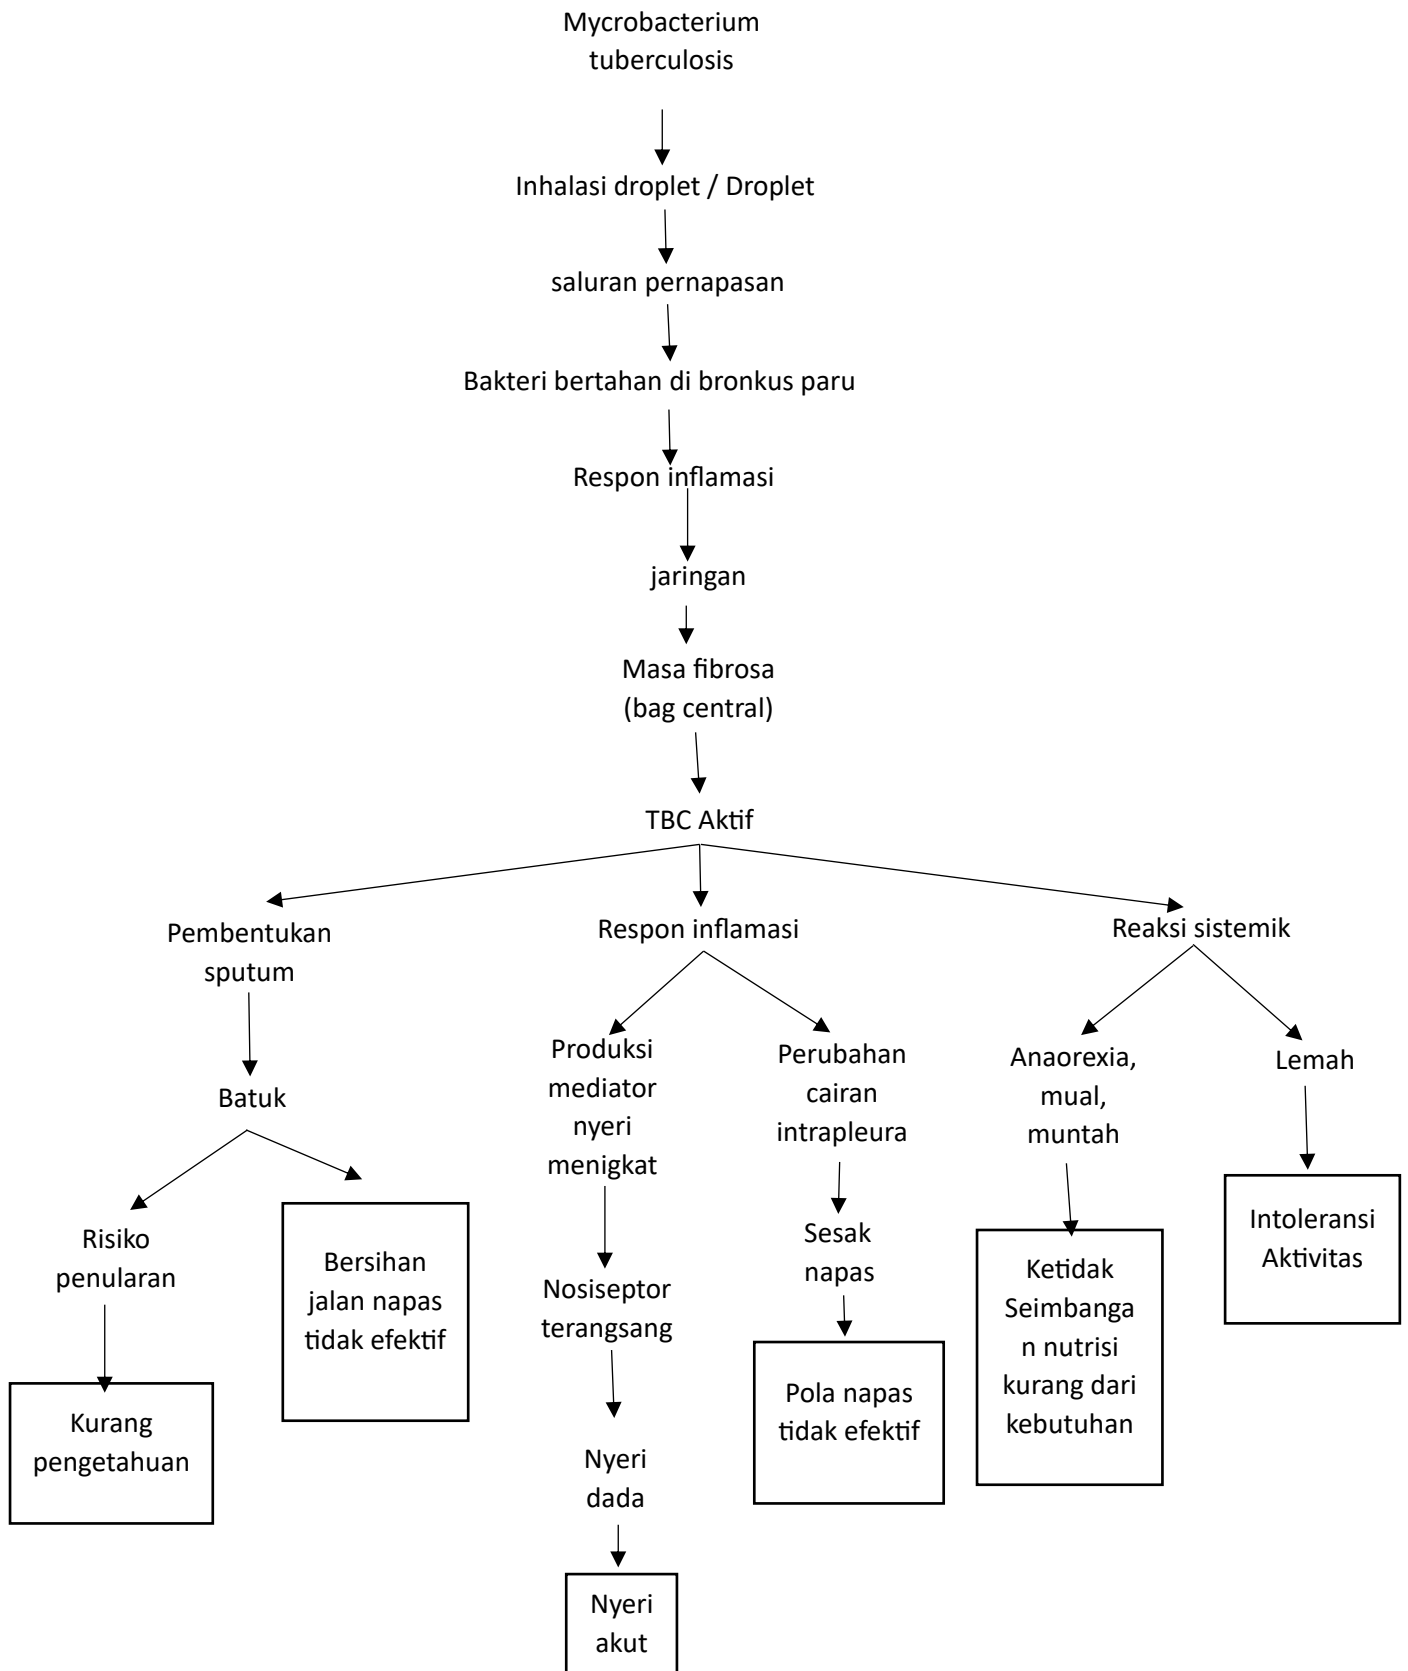 Mycrobacterium
tuberculosis
Inhalasi droplet / Droplet
saluran pernapasan
Bakteri bertahan di bronkus paru
Respon inflamasi
jaringan
Masa fibrosa
(bag central)
TBC Aktif
Pembentukan
sputum
Batuk
Risiko
penularan
Kurang
pengetahuan
Bersihan
jalan napas
tidak efektif
Respon inflamasi
Produksi
mediator
nyeri
menigkat
Nosiseptor
terangsang
Nyeri
dada
Nyeri
akut
Perubahan
cairan
intrapleura
Sesak
napas
Pola napas
tidak efektif
Reaksi sistemik
Anaorexia,
mual,
muntah
Ketidak
Seimbanga
n nutrisi
kurang dari
kebutuhan
Lemah
Intoleransi
Aktivitas